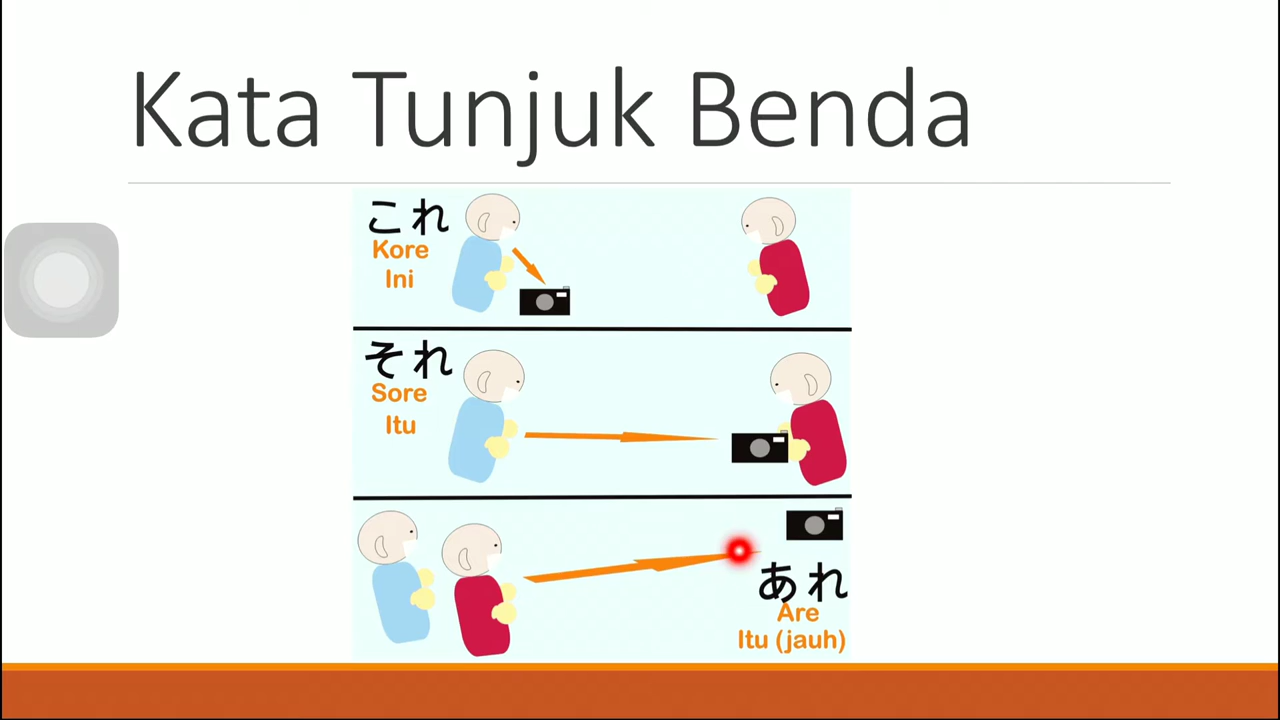 Kata Tunjuk Benda
これ
Kore
Ini
それ
Sore
Itu
あれ
Are
Itu (jauh)